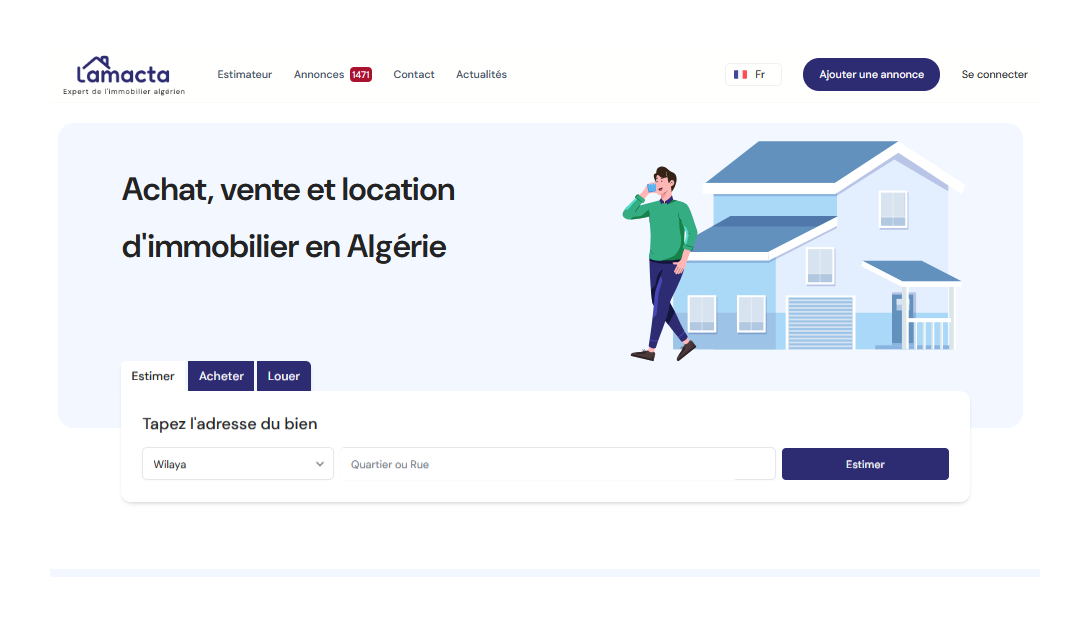 Lamacta
Expert de l'immobilier algérien
Estimateur
Annonces 1471
Contact
Actualités
Fr
Ajouter une annonce
Se connecter
Achat, vente et location
d'immobilier en Algérie
Estimer
Acheter
Louer
Tapez l'adresse du bien
Wilaya
Quartier ou Rue
Estimer